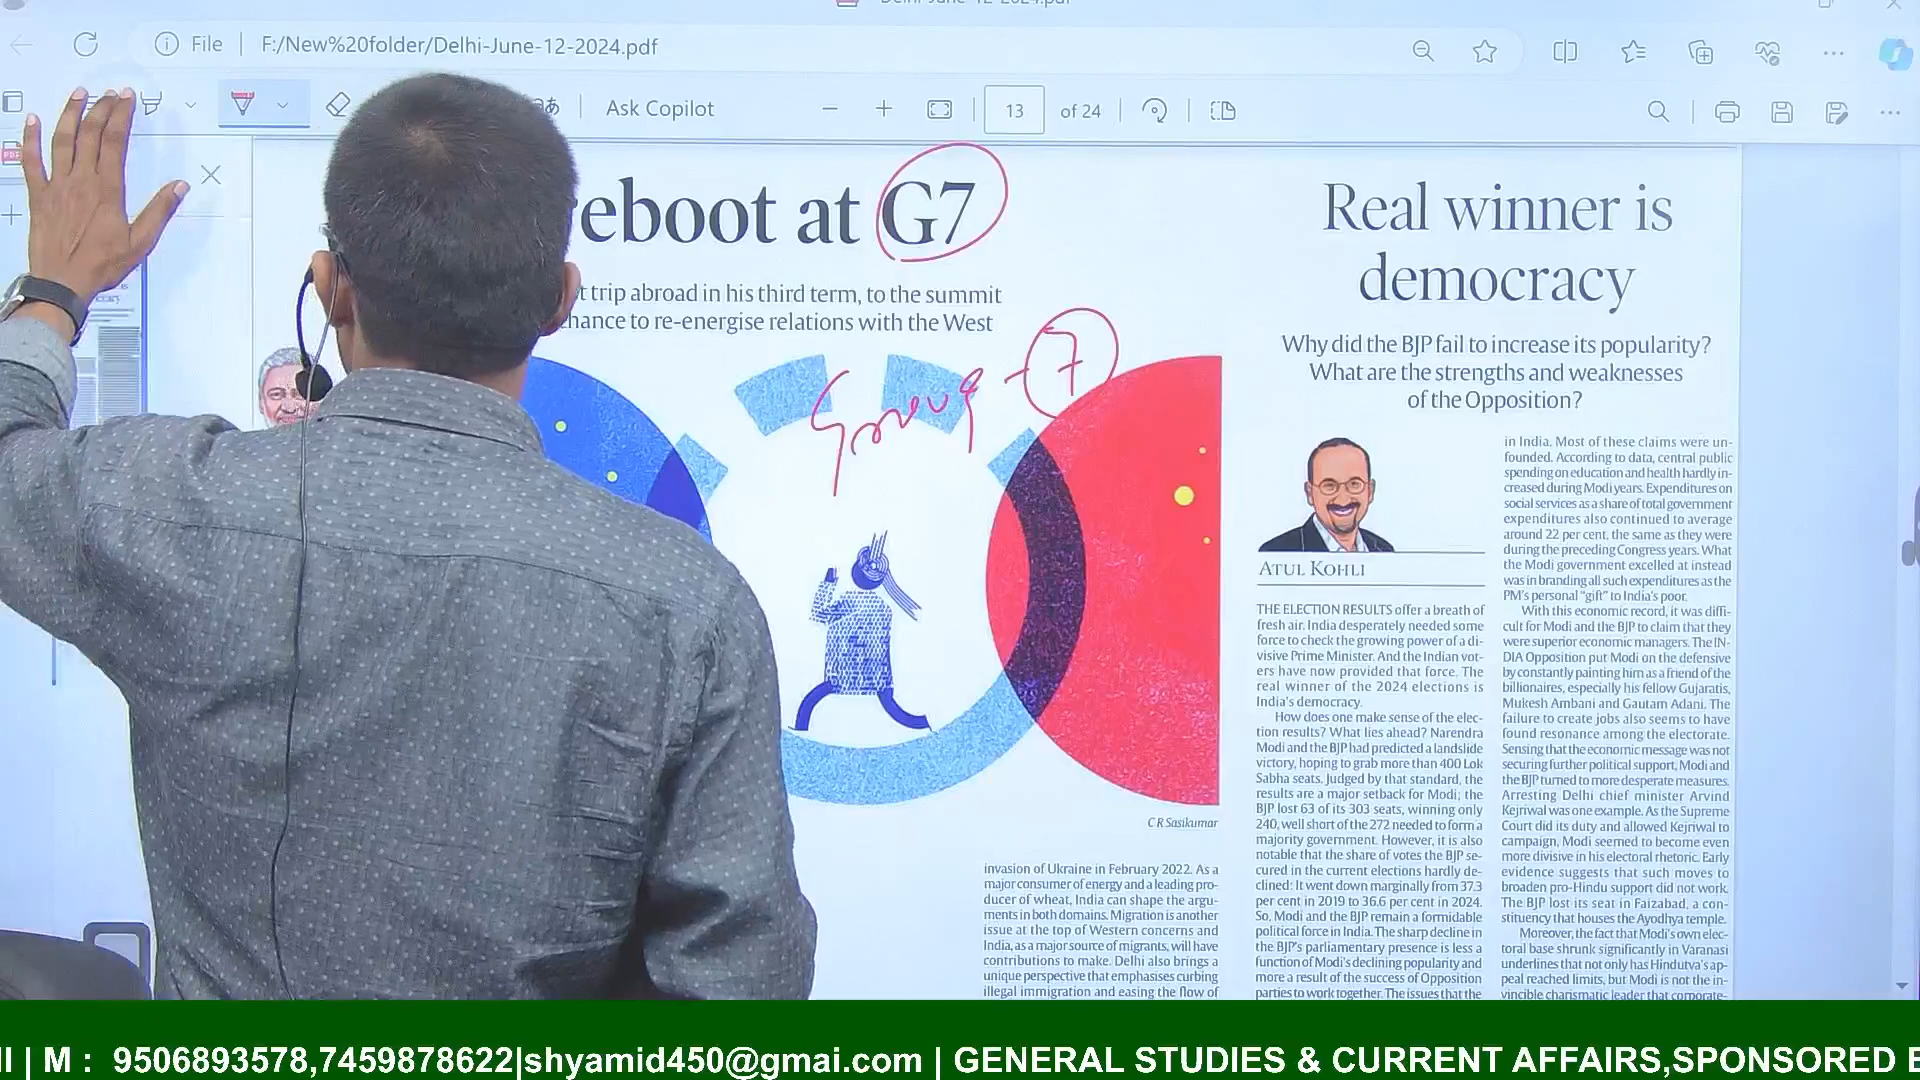 File | F:/New%20folder/Delhi-June-12-2024.pdf
Ask Copilot
13 of 24
eboot at G7
trip abroad in his third term, to the summit
chance to re-energise relations with the West
Group - 7
C R Sasikumar
invasion of Ukraine in February 2022. As a
major consumer of energy and a leading pro-
ducer of wheat, India can shape the argu-
ments in both domains. Migration is another
issue at the top of Western concerns and
India, as a major source of migrants, will have
contributions to make. Delhi also brings a
unique perspective that emphasises curbing
illegal immigration and easing the flow of
Real winner is
democracy
Why did the BJP fail to increase its popularity?
What are the strengths and weaknesses
of the Opposition?
ATUL KOHLI
THE ELECTION RESULTS offer a breath of
fresh air. India desperately needed some
force to check the growing power of a di-
visive Prime Minister. And the Indian vot-
ers have now provided that force. The
real winner of the 2024 elections is
India's democracy.
How does one make sense of the elec-
tion results? What lies ahead? Narendra
Modi and the BJP had predicted a landslide
victory, hoping to grab more than 400 Lok
Sabha seats. Judged by that standard, the
results are a major setback for Modi; the
BJP lost 63 of its 303 seats, winning only
240, well short of the 272 needed to form a
majority government. However, it is also
notable that the share of votes the BJP se-
cured in the current elections hardly de-
clined: It went down marginally from 37.3
per cent in 2019 to 36.6 per cent in 2024.
So, Modi and the BJP remain a formidable
political force in India. The sharp decline in
the BJP's parliamentary presence is less a
function of Modi's declining popularity and
more a result of the success of Opposition
parties to work together. The issues that the
in India. Most of these claims were un-
founded. According to data, central public
spending on education and health hardly in-
creased during Modi years. Expenditures on
social services as a share of total government
expenditures also continued to average
around 22 per cent, the same as they were
during the preceding Congress years. What
the Modi government excelled at instead
was in branding all such expenditures as the
PM's personal "gift" to India's poor.
With this economic record, it was diffi-
cult for Modi and the BJP to claim that they
were superior economic managers. The IN-
DIA Opposition put Modi on the defensive
by constantly painting him as a friend of the
billionaires, especially his fellow Gujaratis,
Mukesh Ambani and Gautam Adani. The
failure to create jobs also seems to have
found resonance among the electorate.
Sensing that the economic message was not
securing further political support, Modi and
the BJP turned to more desperate measures.
Arresting Delhi chief minister Arvind
Kejriwal was one example. As the Supreme
Court did its duty and allowed Kejriwal to
campaign, Modi seemed to become even
more divisive in his electoral rhetoric. Early
evidence suggests that such moves to
broaden pro-Hindu support did not work.
The BJP lost its seat in Faizabad, a con-
stituency that houses the Ayodhya temple.
Moreover, the fact that Modi's own elec-
toral base shrunk significantly in Varanasi
underlines that not only has Hindutva's ap-
peal reached limits, but Modi is not the in-
vincible charismatic leader that corporate-
| M : 9506893578,7459878622|shyamid450@gmai.com | GENERAL STUDIES & CURRENT AFFAIRS,SPONSORED